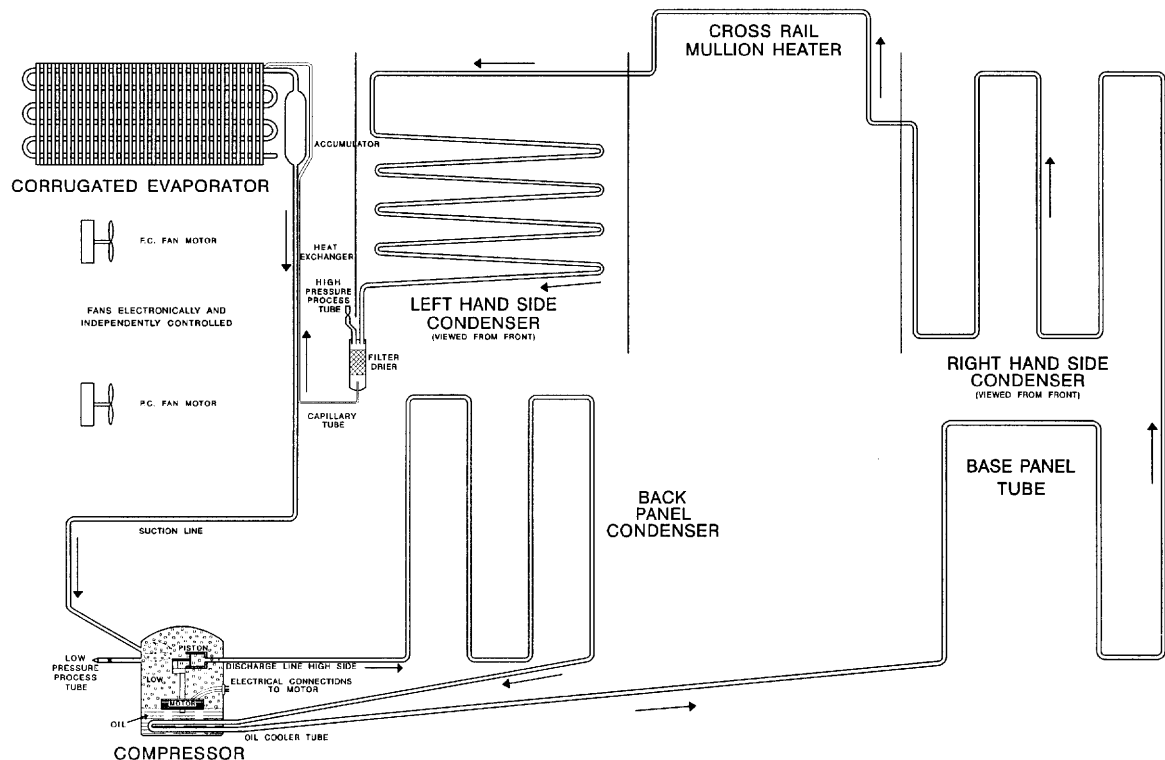 CROSS RAIL
MULLION HEATER
ACCUMULATOR
CORRUGATED EVAPORATOR
F.C. FAN MOTOR
HEAT
EXCHANGER
HIGH
PRESSURE
PROCESS
TUBE
LEFT HAND SIDE
CONDENSER
(VIEWED FROM FRONT)
FANS ELECTRONICALLY AND
INDEPENDENTLY CONTROLLED
FILTER
DRIER
RIGHT HAND SIDE
CONDENSER
(VIEWED FROM FRONT)
P.C. FAN MOTOR
CAPILLARY
TUBE
BASE PANEL
TUBE
BACK
PANEL
CONDENSER
SUCTION LINE
PISTON
LOW
PRESSURE
PROCESS
TUBE
DISCHARGE LINE HIGH SIDE
LOW
ELECTRICAL CONNECTIONS
TO MOTOR
MOTOR
OIL
OIL COOLER TUBE
COMPRESSOR